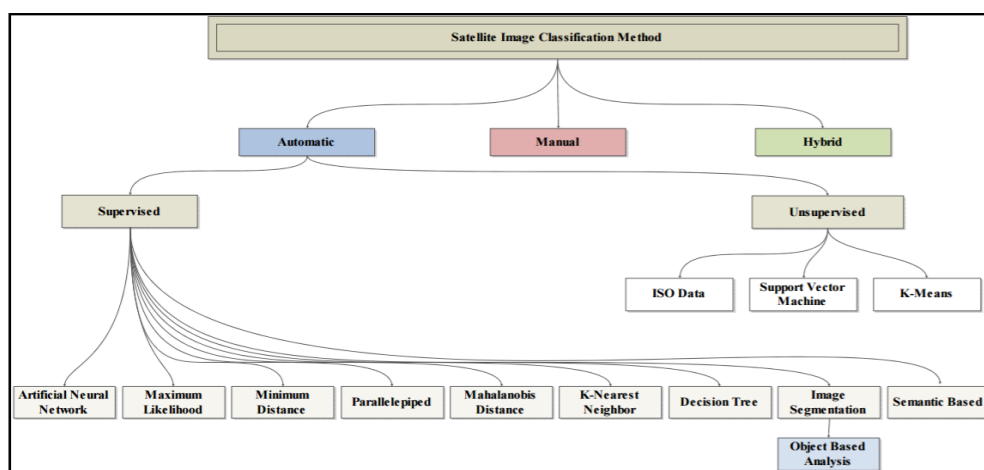 Satellite Image Classification Method
Automatic
Manual
Hybrid
Supervised
Unsupervised
ISO Data
Support Vector
Machine
K-Means
Artificial Neural
Network
Maximum
Likelihood
Minimum
Distance
Parallelepiped
Mahalanobis
Distance
K-Nearest
Neighbor
Decision Tree
Image
Segmentation
Semantic Based
Object Based
Analysis